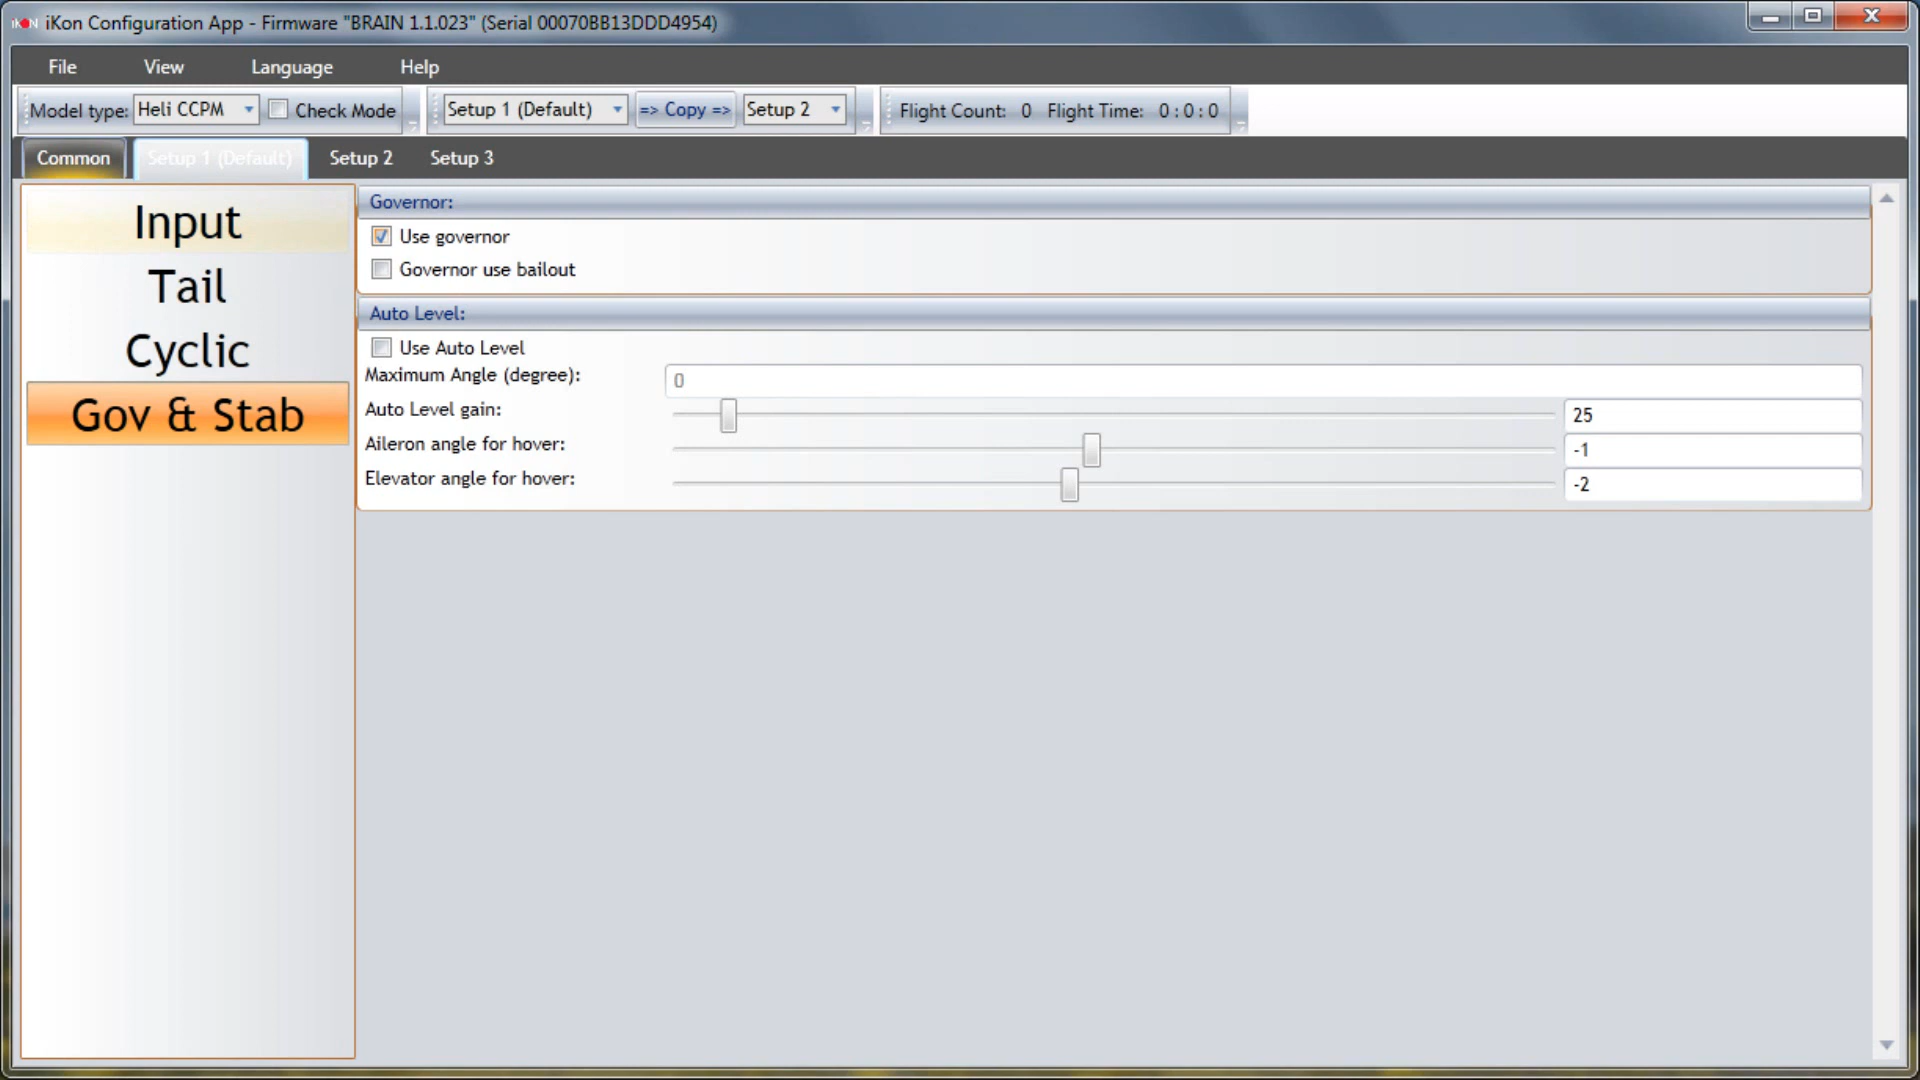 iKON iKon Configuration App - Firmware "BRAIN 1.1.023" (Serial 00070BB13DDD4954)
File View Language Help
Model type: Heli CCPM Check Mode Setup 1 (Default) => Copy => Setup 2 Flight Count: 0 Flight Time: 0 : 0 : 0
Common Setup 1 (Default) Setup 2 Setup 3
Input
Tail
Cyclic
Gov & Stab
Governor:
Use governor
Governor use bailout
Auto Level:
Use Auto Level
Maximum Angle (degree): 0
Auto Level gain: 25
Aileron angle for hover: -1
Elevator angle for hover: -2